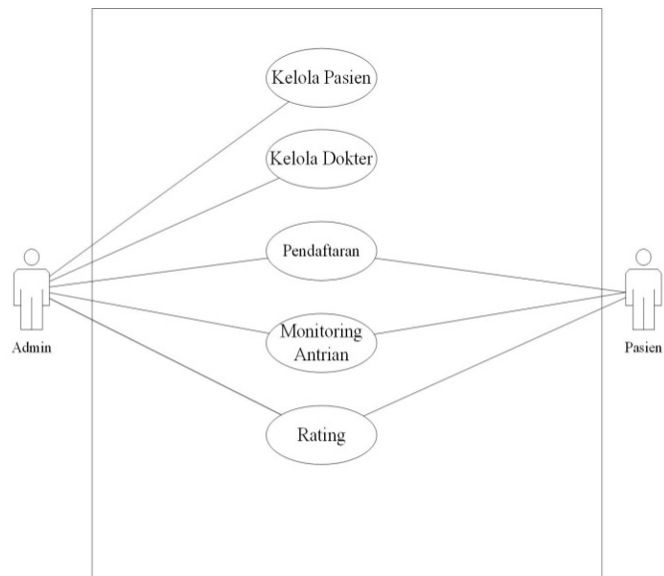 Kelola Pasien
Kelola Dokter
Pendaftaran
Monitoring
Antrian
Rating
Admin
Pasien